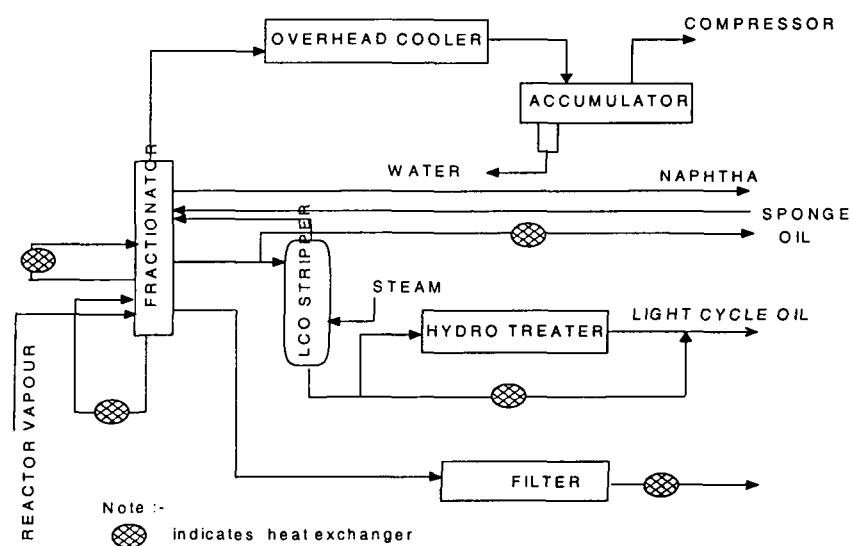 COMPRESSOR
OVERHEAD COOLER
ACCUMULATOR
WATER
NAPHTHA
SPONGE
OIL
FRACTIONATOR
LCO STRIPPER
STEAM
LIGHT CYCLE OIL
HYDRO TREATER
REACTOR VAPOUR
FILTER
Note :-
indicates heat exchanger